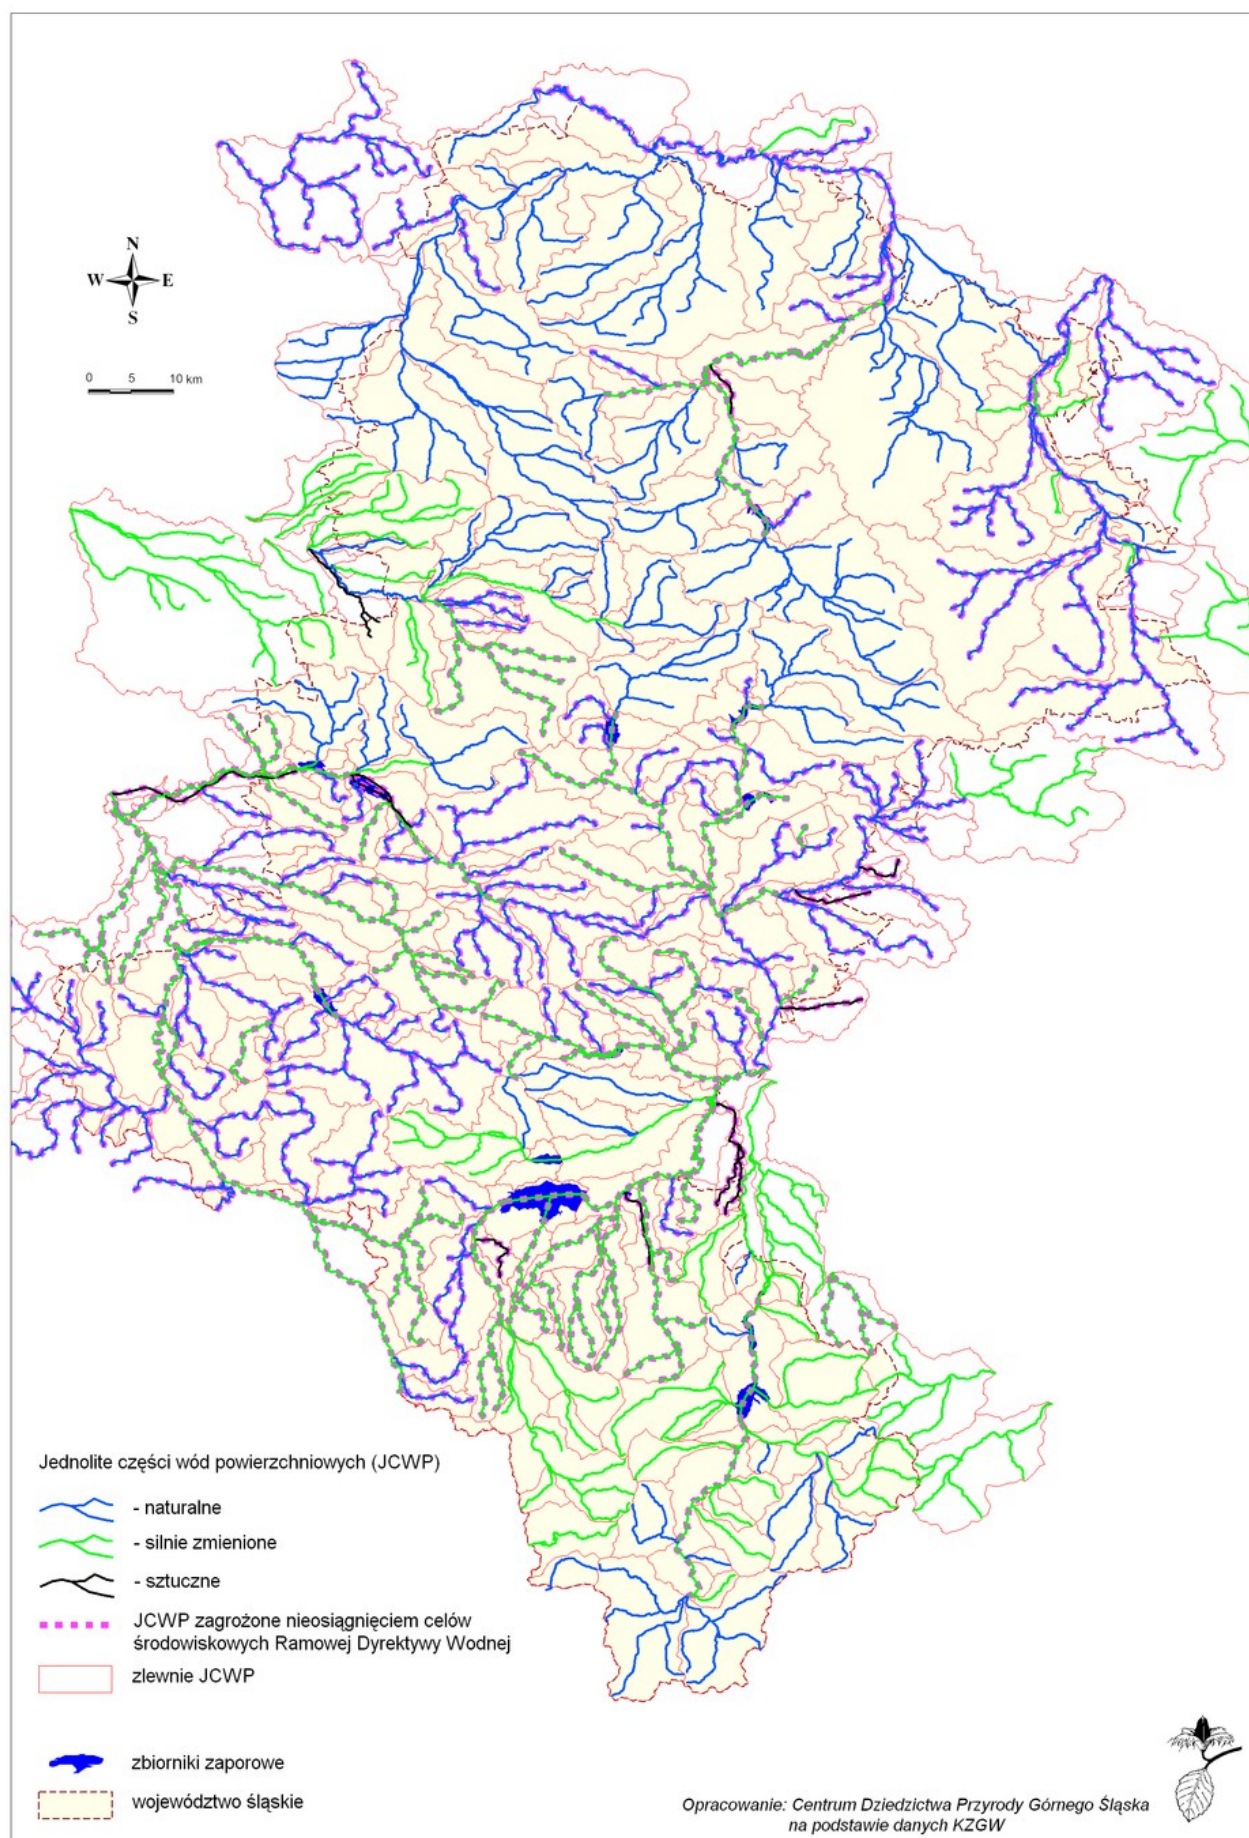 N
W E
S
0 5 10 km
Jednolite części wód powierzchniowych (JCWP)
- naturalne
- silnie zmienione
- sztuczne
JCWP zagrożone nieosiągnięciem celów
środowiskowych Ramowej Dyrektywy Wodnej
zlewnie JCWP
zbiorniki zaporowe
województwo śląskie
Opracowanie: Centrum Dziedzictwa Przyrody Górnego Śląska
na podstawie danych KZGW